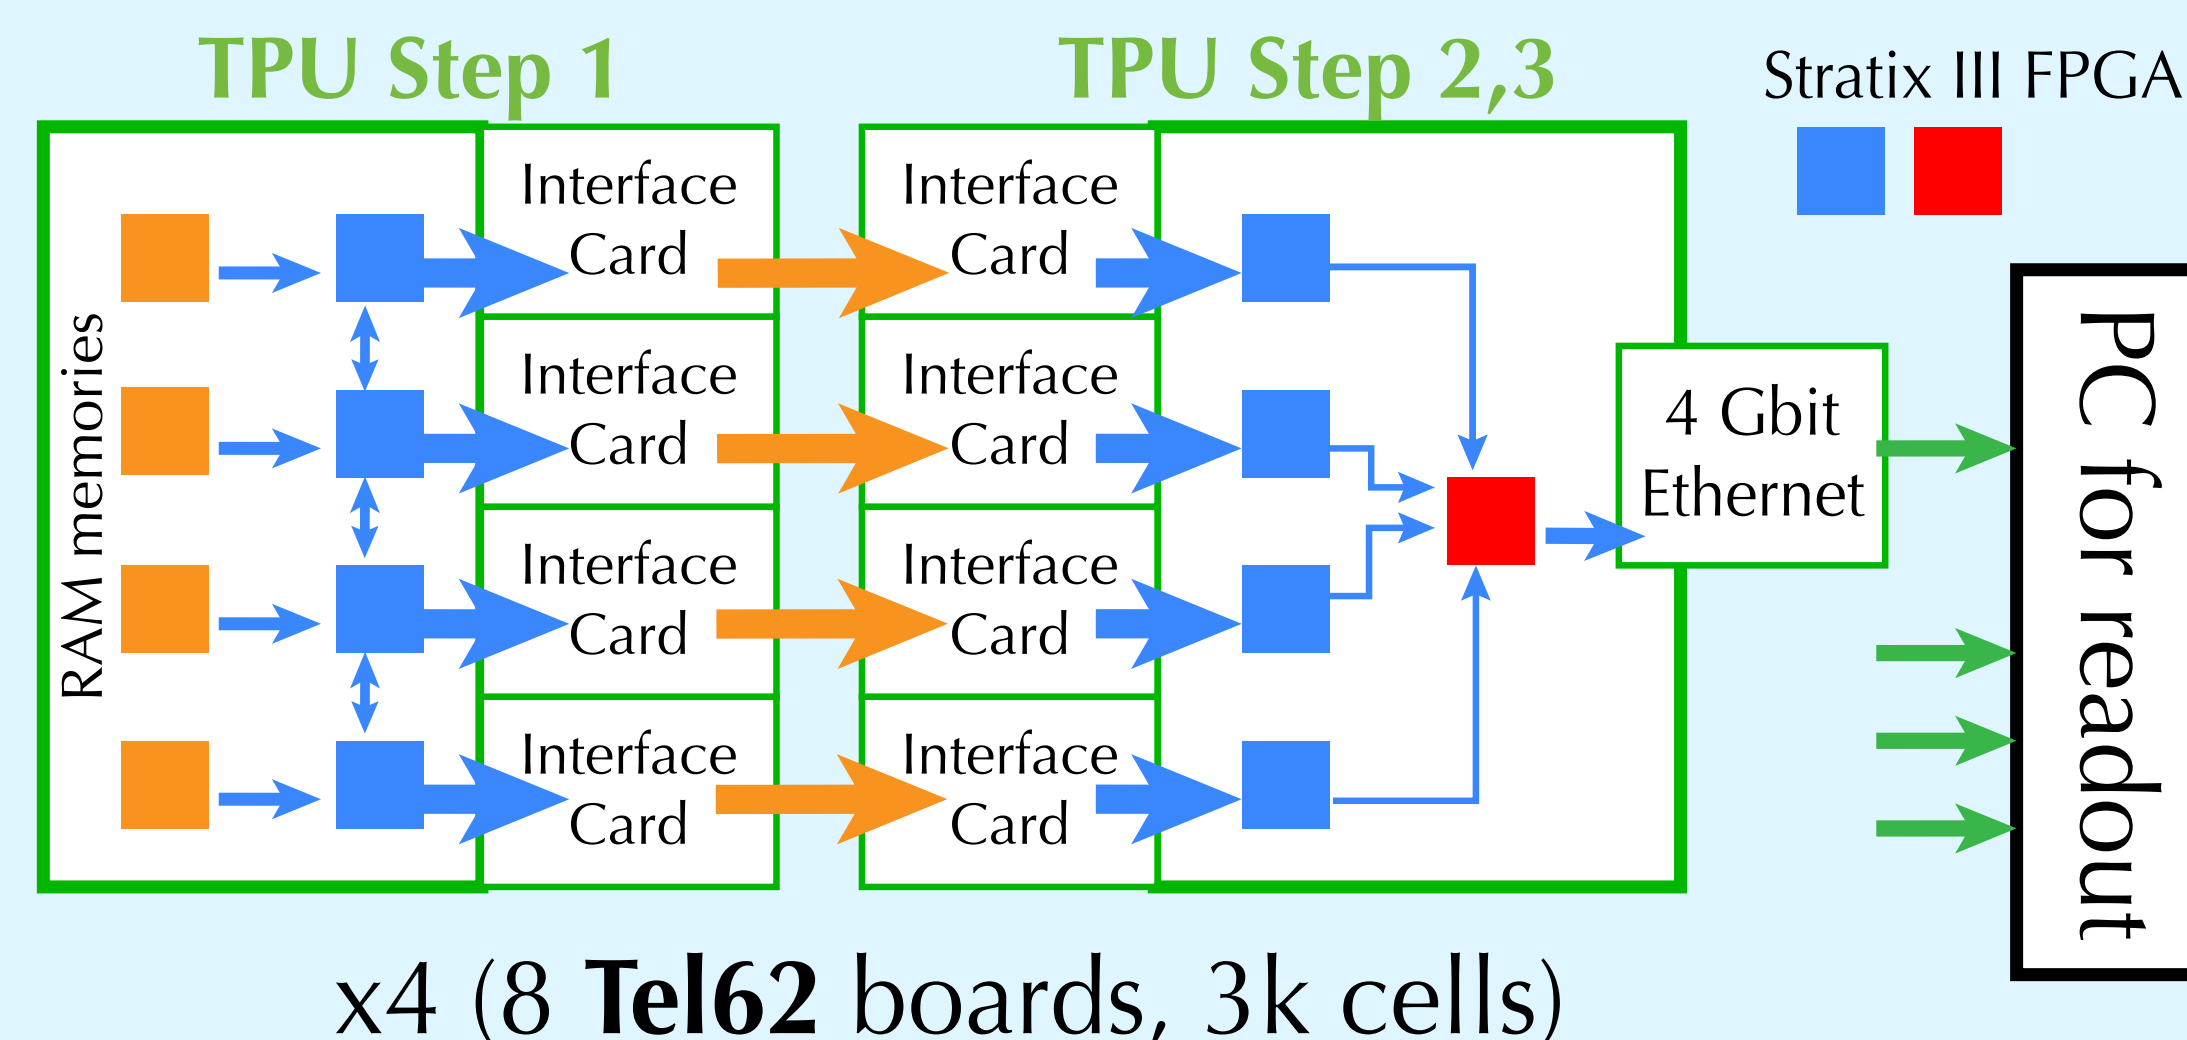 TPU Step 1
TPU Step 2,3
Stratix III FPGA
RAM memories
Interface
Card
Interface
Card
Interface
Card
Interface
Card
Interface
Card
Interface
Card
Interface
Card
Interface
Card
4 Gbit
Ethernet
PC for readout
x4 (8 Tel62 boards, 3k cells)